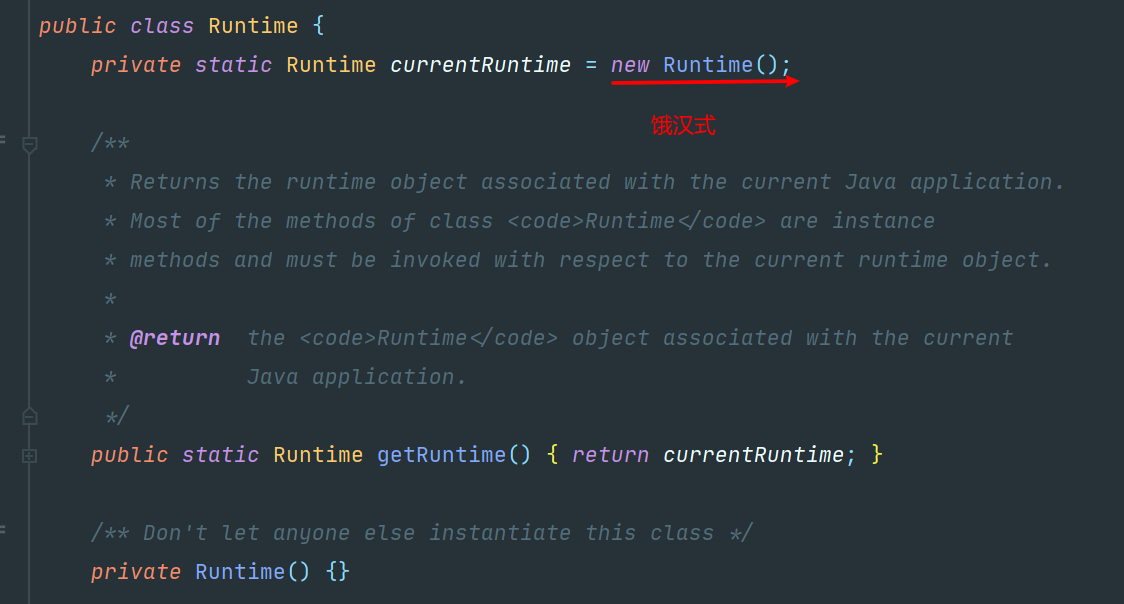 public class Runtime {
private static Runtime currentRuntime = new Runtime();
饿汉式
/**
* Returns the runtime object associated with the current Java application.
* Most of the methods of class <code>Runtime</code> are instance
* methods and must be invoked with respect to the current runtime object.
*
* @return  the <code>Runtime</code> object associated with the current
*          Java application.
*/
public static Runtime getRuntime() { return currentRuntime; }
/** Don't let anyone else instantiate this class */
private Runtime() {}